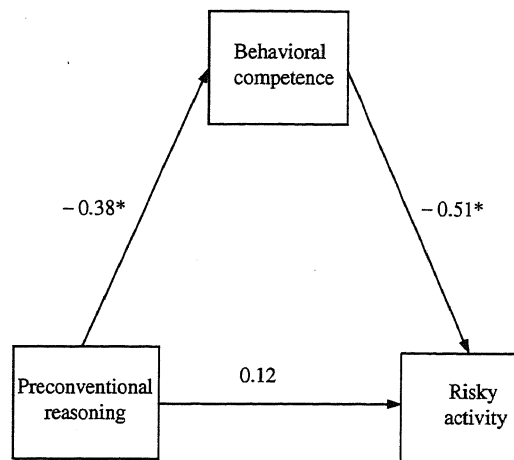 Behavioral
competence
−0.38*
−0.51*
Preconventional
reasoning
0.12
Risky
activity